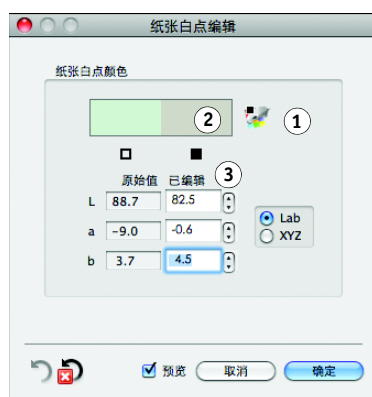 纸张白点编辑
纸张白点颜色
2
1
原始值 已编辑 3
L 88.7 82.5
a -9.0 -0.6
b 3.7 4.5
Lab
XYZ
预览 取消 确定